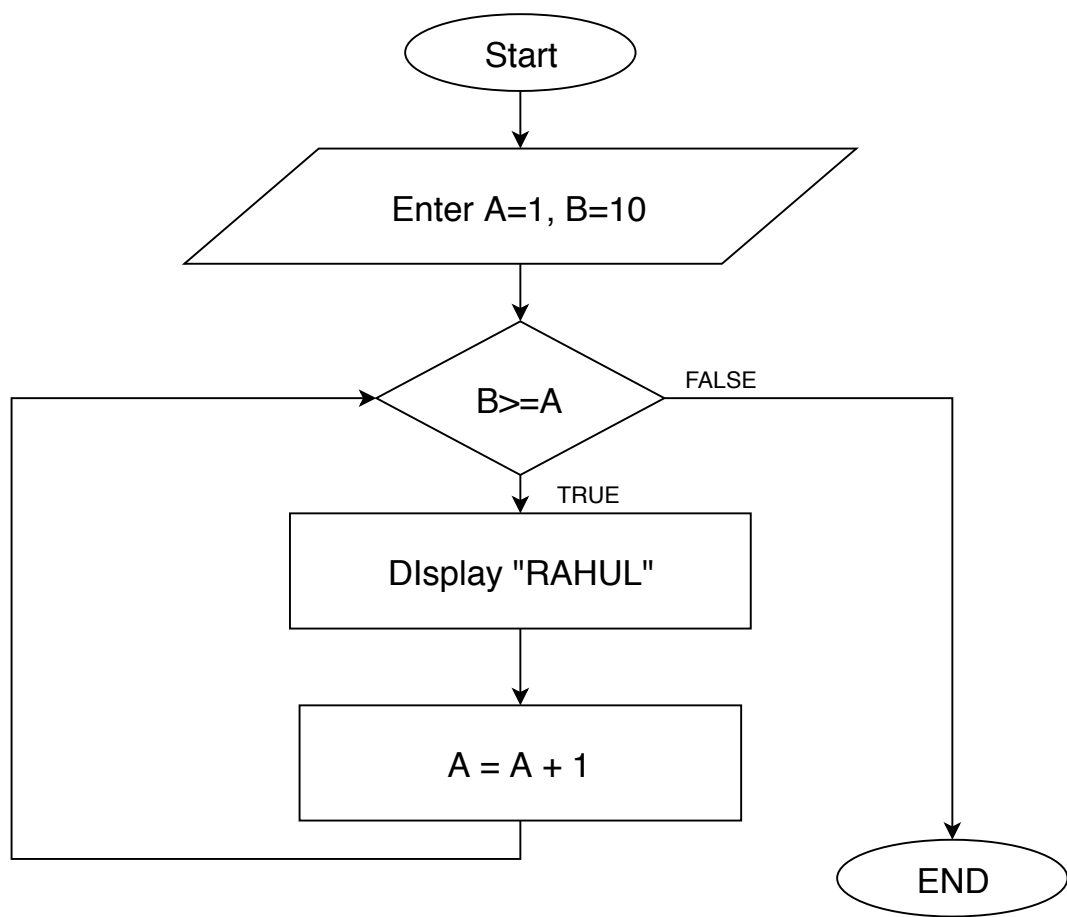 Start
Enter A=1, B=10
B>=A
FALSE
TRUE
DIsplay "RAHUL"
A = A + 1
END